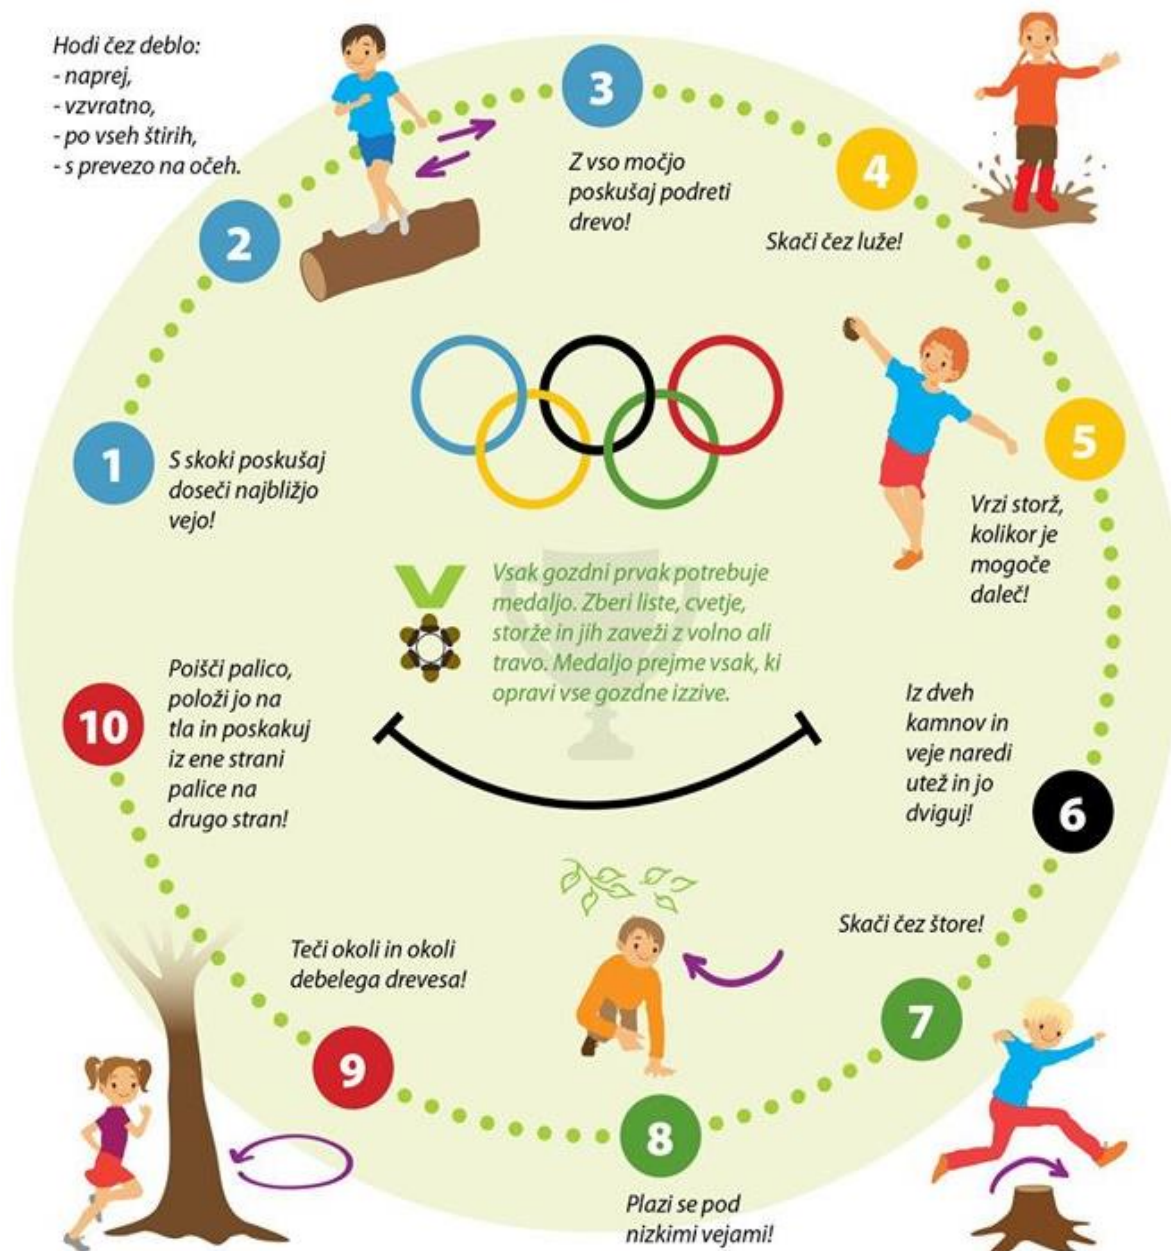 1
S skoki poskušaj
doseči najbližjo
vejo!
2
Hodi čez deblo:
- naprej,
- vzvratno,
- po vseh štirih,
- s prevezo na očeh.
3
Z vso močjo
poskušaj podreti
drevo!
4
Skači čez luže!
5
Vrzi storž,
kolikor je
mogoče
daleč!
6
Iz dveh
kamnov in
veje naredi
utež in jo
dviguj!
7
Skači čez štore!
8
Plazi se pod
nizkimi vejami!
9
Teči okoli in okoli
debelega drevesa!
10
Poišči palico,
položi jo na
tla in poskakuj
iz ene strani
palice na
drugo stran!
Vsak gozdni prvak potrebuje
medaljo. Zberi liste, cvetje,
storže in jih zaveži z volno ali
travo. Medaljo prejme vsak, ki
opravi vse gozdne izzive.